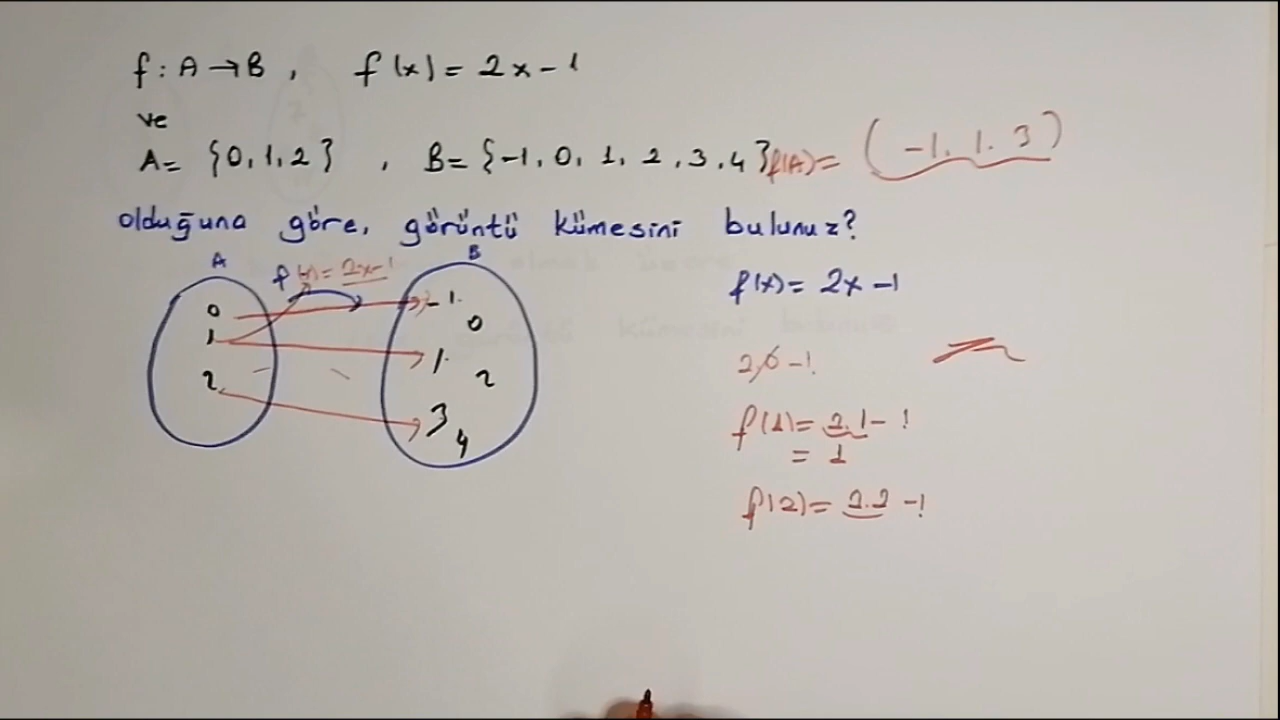 f : A → B , f(x) = 2x - 1
ve
A = {0, 1, 2} , B = {-1, 0, 1, 2, 3, 4} f(A) = (-1, 1, 3)
olduğuna göre, görüntü kümesini bulunuz?
A f(x) = 2x-1 B
0 -1
1 0
2 1
2
3
4
f(x) = 2x - 1
2.0 - 1
f(1) = 2.1 - 1
= 1
f(2) = 2.2 - 1